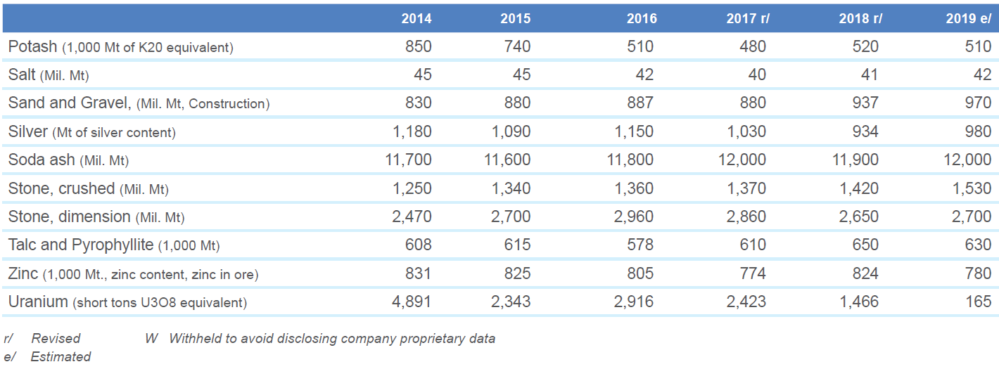 2014 2015 2016 2017 r/ 2018 r/ 2019 e/
Potash (1,000 Mt of K20 equivalent) 850 740 510 480 520 510
Salt (Mil. Mt) 45 45 42 40 41 42
Sand and Gravel, (Mil. Mt, Construction) 830 880 887 880 937 970
Silver (Mt of silver content) 1,180 1,090 1,150 1,030 934 980
Soda ash (Mil. Mt) 11,700 11,600 11,800 12,000 11,900 12,000
Stone, crushed (Mil. Mt) 1,250 1,340 1,360 1,370 1,420 1,530
Stone, dimension (Mil. Mt) 2,470 2,700 2,960 2,860 2,650 2,700
Talc and Pyrophyllite (1,000 Mt) 608 615 578 610 650 630
Zinc (1,000 Mt., zinc content, zinc in ore) 831 825 805 774 824 780
Uranium (short tons U3O8 equivalent) 4,891 2,343 2,916 2,423 1,466 165
r/ Revised W Withheld to avoid disclosing company proprietary data
e/ Estimated